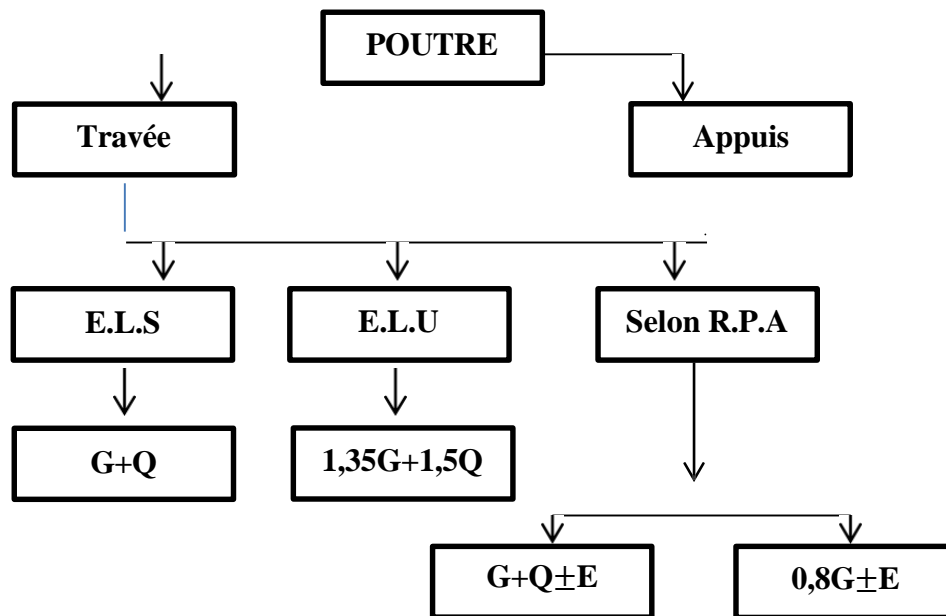 POUTRE
Travée
Appuis
E.L.S
E.L.U
Selon R.P.A
G+Q
1,35G+1,5Q
G+Q±E
0,8G±E